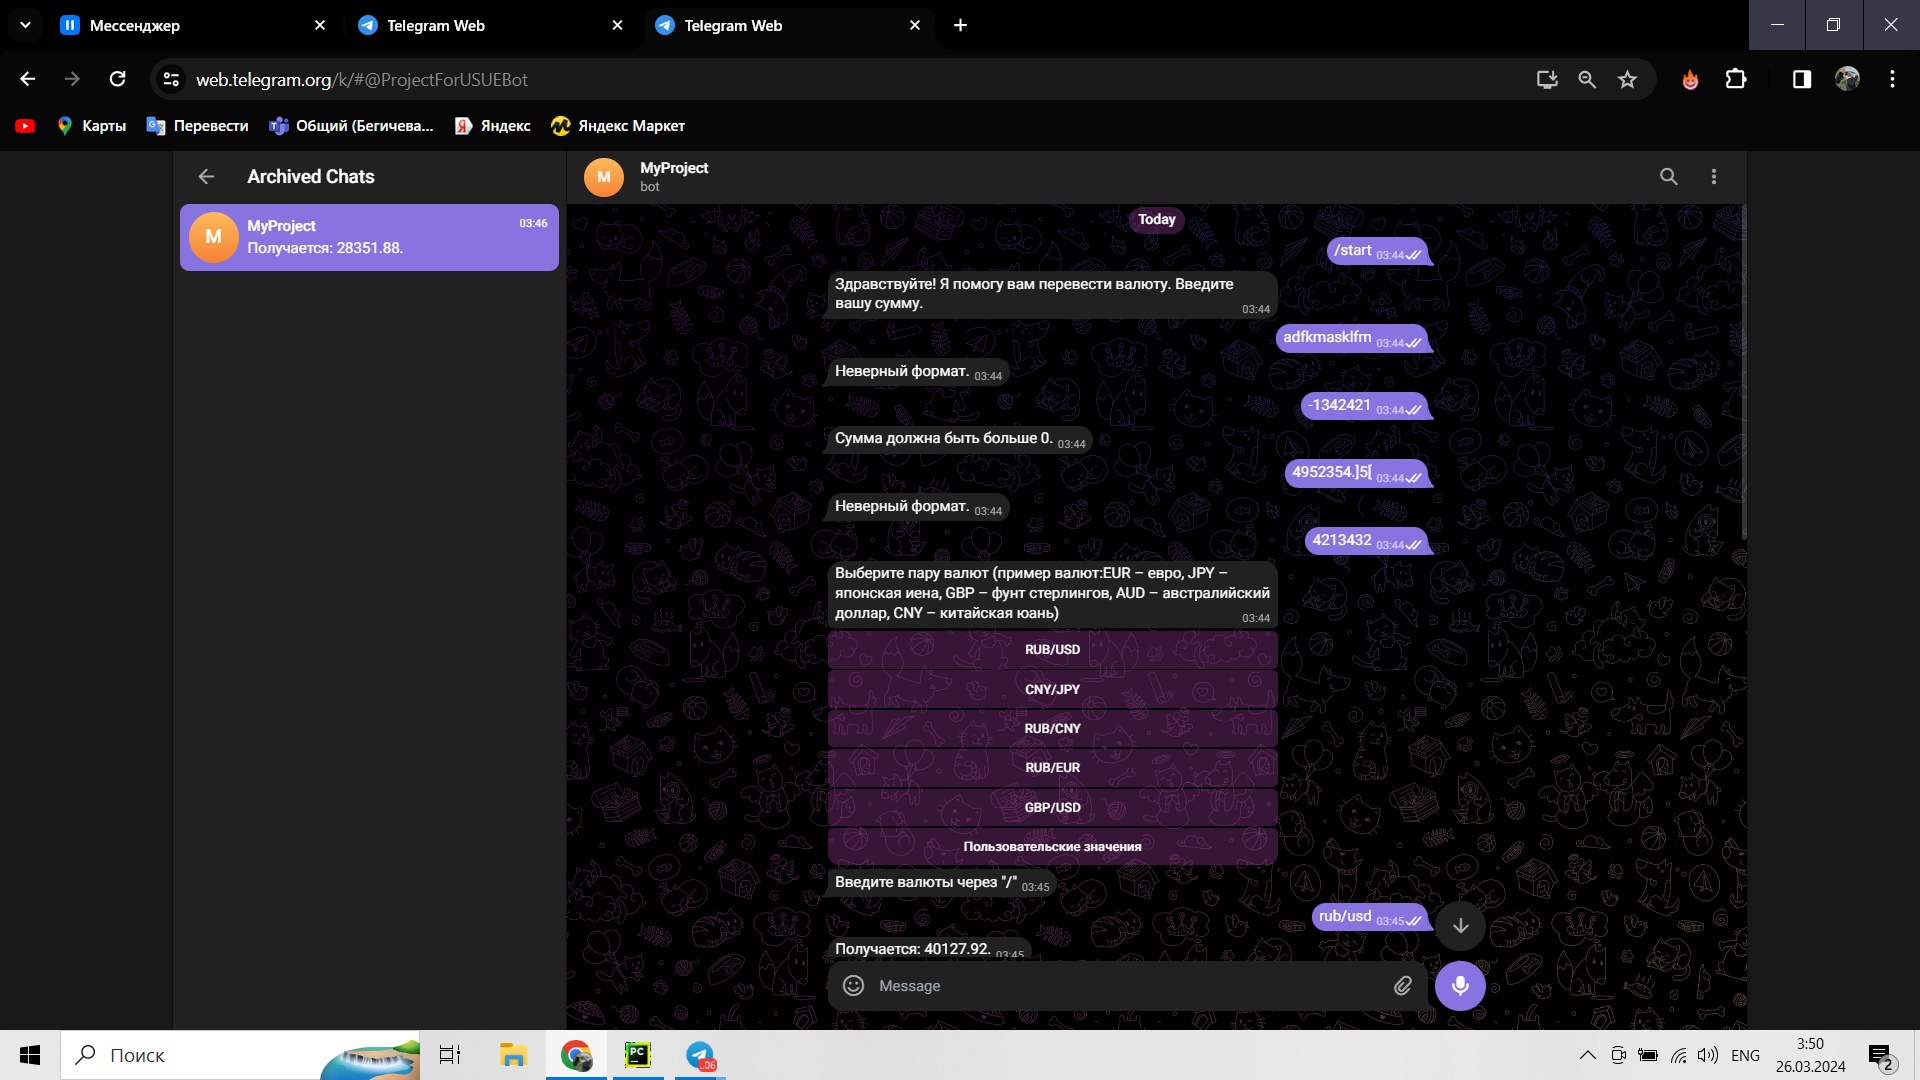 Мессенджер
Telegram Web
Telegram Web
web.telegram.org/k/#@ProjectForUSUEBot
Карты
Перевести
Общий (Бегичева...
Яндекс
Яндекс Маркет
Archived Chats
M
MyProject
03:46
Получается: 28351.88.
M
MyProject
bot
Today
/start 03:44
Здравствуйте! Я помогу вам перевести валюту. Введите
вашу сумму.
03:44
adfkmasklfm 03:44
Неверный формат. 03:44
-1342421 03:44
Сумма должна быть больше 0. 03:44
4952354.]5[ 03:44
Неверный формат. 03:44
4213432 03:44
Выберите пару валют (пример валют:EUR – евро, JPY –
японская иена, GBP – фунт стерлингов, AUD – австралийский
доллар, CNY – китайская юань)
03:44
RUB/USD
CNY/JPY
RUB/CNY
RUB/EUR
GBP/USD
Пользовательские значения
Введите валюты через "/" 03:45
rub/usd 03:45
Получается: 40127.92. 03:45
Message
Поиск
PC
..06
ENG
3:50
26.03.2024
2